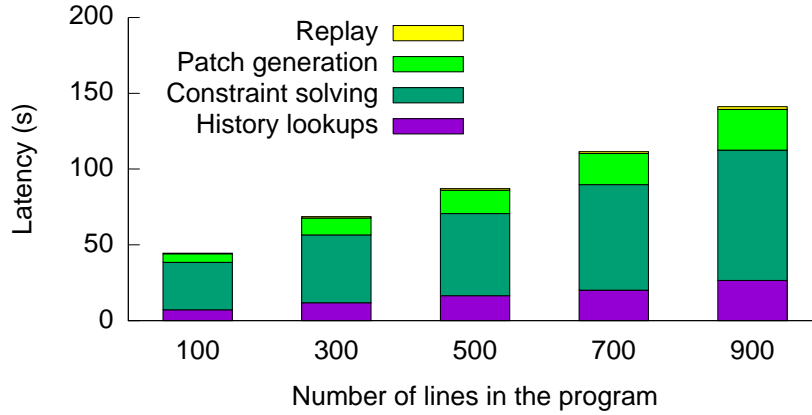 Latency (s)
200
150
100
50
0
Replay
Patch generation
Constraint solving
History lookups
100 300 500 700 900
Number of lines in the program